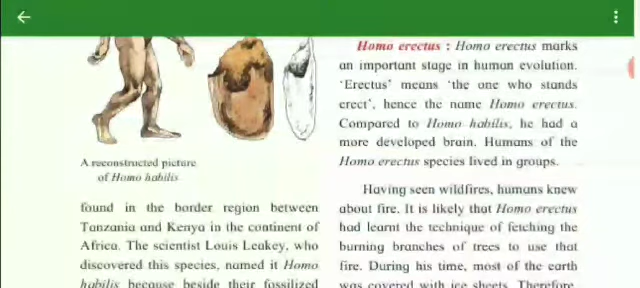 A reconstructed picture
of Homo habilis
found in the border region between
Tanzania and Kenya in the continent of
Africa. The scientist Louis Leakey, who
discovered this species, named it Homo
habilis because beside their fossilized
Homo erectus : Homo erectus marks
an important stage in human evolution.
‘Erectus’ means ‘the one who stands
erect’, hence the name Homo erectus.
Compared to Homo habilis, he had a
more developed brain. Humans of the
Homo erectus species lived in groups.
Having seen wildfires, humans knew
about fire. It is likely that Homo erectus
had learnt the technique of fetching the
burning branches of trees to use that
fire. During his time, most of the earth
was covered with ice sheets. Therefore